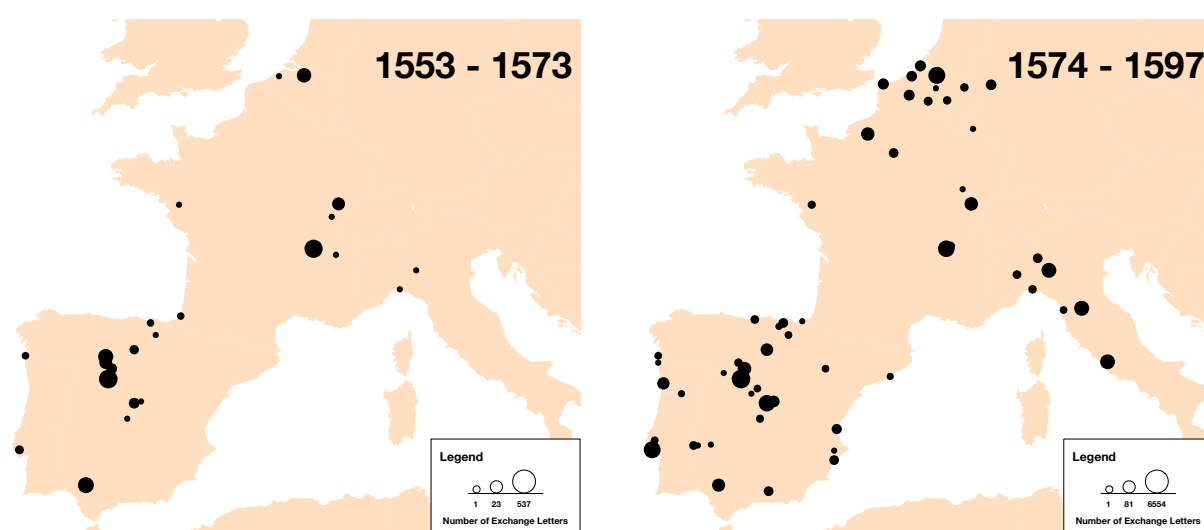 1553 - 1573
Legend
1 23 537
Number of Exchange Letters
1574 - 1597
Legend
1 81 6554
Number of Exchange Letters